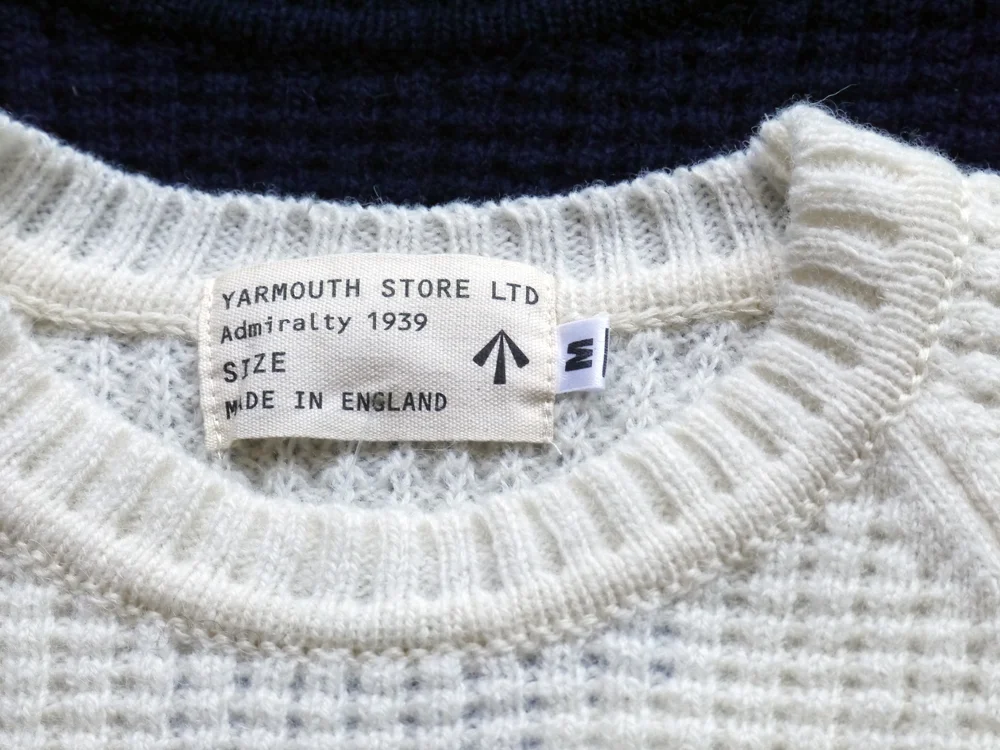 YARMOUTH STORE LTD
Admiralty 1939
SIZE
MADE IN ENGLAND
M